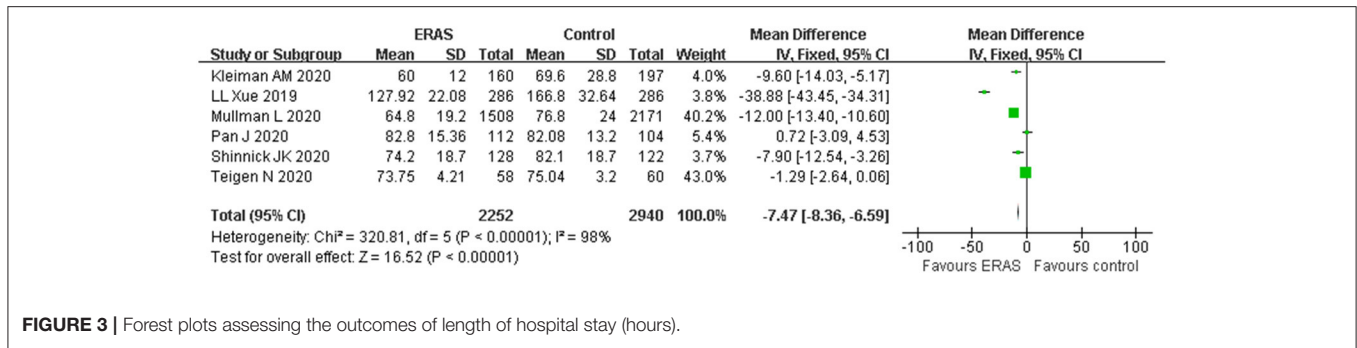 ERAS Control Mean Difference Mean Difference
Study or Subgroup Mean SD Total Mean SD Total Weight IV, Fixed, 95% CI IV, Fixed, 95% CI
Kleiman AM 2020 60 12 160 69.6 28.8 197 4.0% -9.60 [-14.03, -5.17]
LL Xue 2019 127.92 22.08 286 166.8 32.64 286 3.8% -38.88 [-43.45, -34.31]
Mullman L 2020 64.8 19.2 1508 76.8 24 2171 40.2% -12.00 [-13.40, -10.60]
Pan J 2020 82.8 15.36 112 82.08 13.2 104 5.4% 0.72 [-3.09, 4.53]
Shinnick JK 2020 74.2 18.7 128 82.1 18.7 122 3.7% -7.90 [-12.54, -3.26]
Teigen N 2020 73.75 4.21 58 75.04 3.2 60 43.0% -1.29 [-2.64, 0.06]
Total (95% CI) 2252 2940 100.0% -7.47 [-8.36, -6.59]
Heterogeneity: Chi² = 320.81, df = 5 (P < 0.00001); I² = 98%
Test for overall effect: Z = 16.52 (P < 0.00001)
-100 -50 0 50 100
Favours ERAS Favours control
FIGURE 3 | Forest plots assessing the outcomes of length of hospital stay (hours).